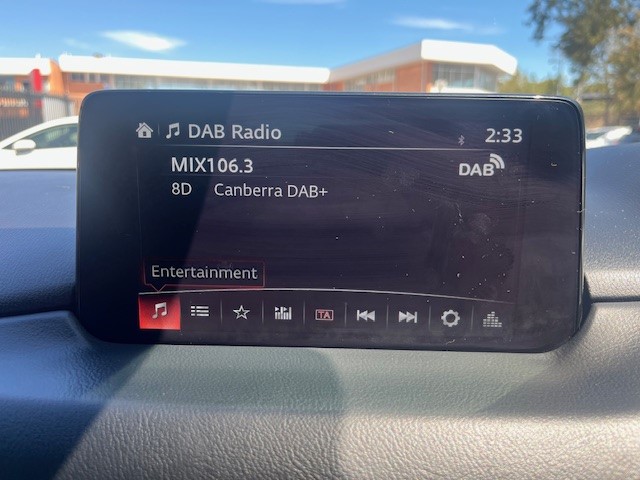 DAB Radio 2:33
MIX106.3 DAB
8D Canberra DAB+
Entertainment
TA